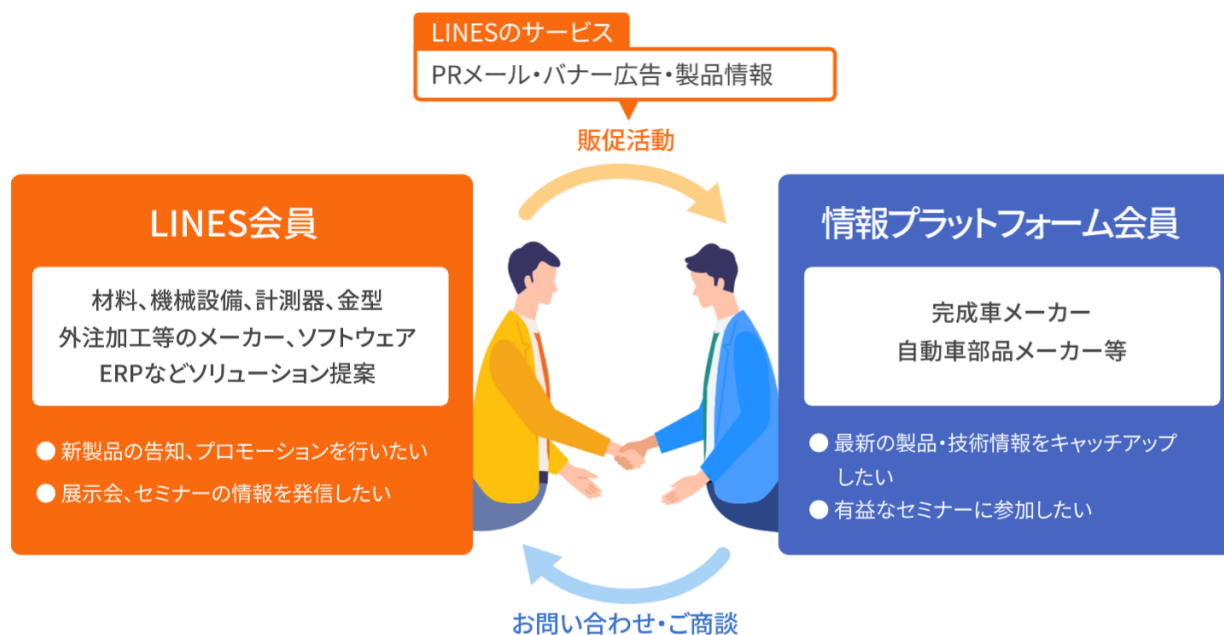 LINESのサービス
PRメール・バナー広告・製品情報
販促活動
LINES会員
材料、機械設備、計測器、金型
外注加工等のメーカー、ソフトウェア
ERPなどソリューション提案
● 新製品の告知、プロモーションを行いたい
● 展示会、セミナーの情報を発信したい
情報プラットフォーム会員
完成車メーカー
自動車部品メーカー等
● 最新の製品・技術情報をキャッチアップ
したい
● 有益なセミナーに参加したい
お問い合わせ・ご商談